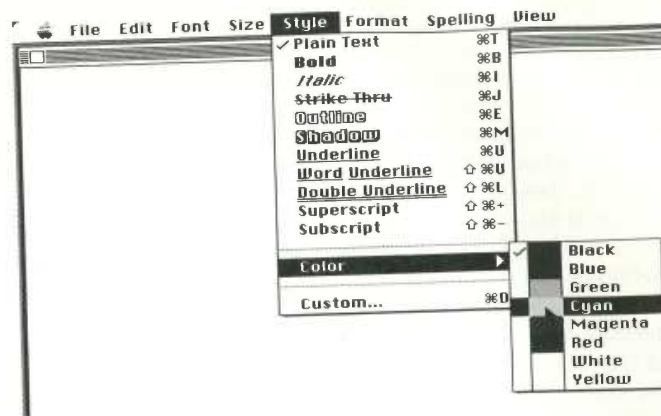 File Edit Font Size Style Format Spelling View
✓ Plain Text ⌘T
Bold ⌘B
Italic ⌘I
Strike Thru ⌘J
Outline ⌘E
Shadow ⌘M
Underline ⌘U
Word Underline ⇧⌘U
Double Underline ⇧⌘L
Superscript ⇧⌘+
Subscript ⇧⌘-
Color
Custom... ⌘D
✓ Black
Blue
Green
Cyan
Magenta
Red
White
Yellow